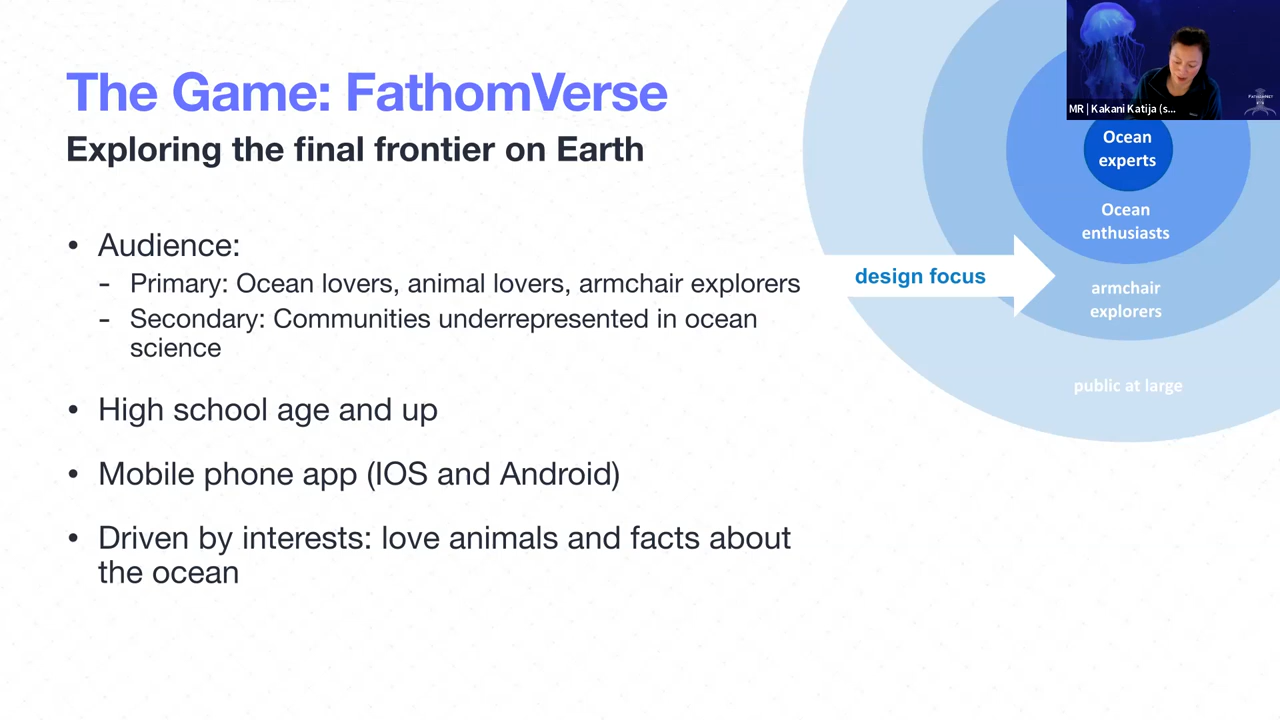 The Game: FathomVerse
Exploring the final frontier on Earth
• Audience:
- Primary: Ocean lovers, animal lovers, armchair explorers
- Secondary: Communities underrepresented in ocean
science
• High school age and up
• Mobile phone app (IOS and Android)
• Driven by interests: love animals and facts about
the ocean
MR | Kakani Katija (s...
FATHOMNET
Ocean
experts
Ocean
enthusiasts
design focus
armchair
explorers
public at large